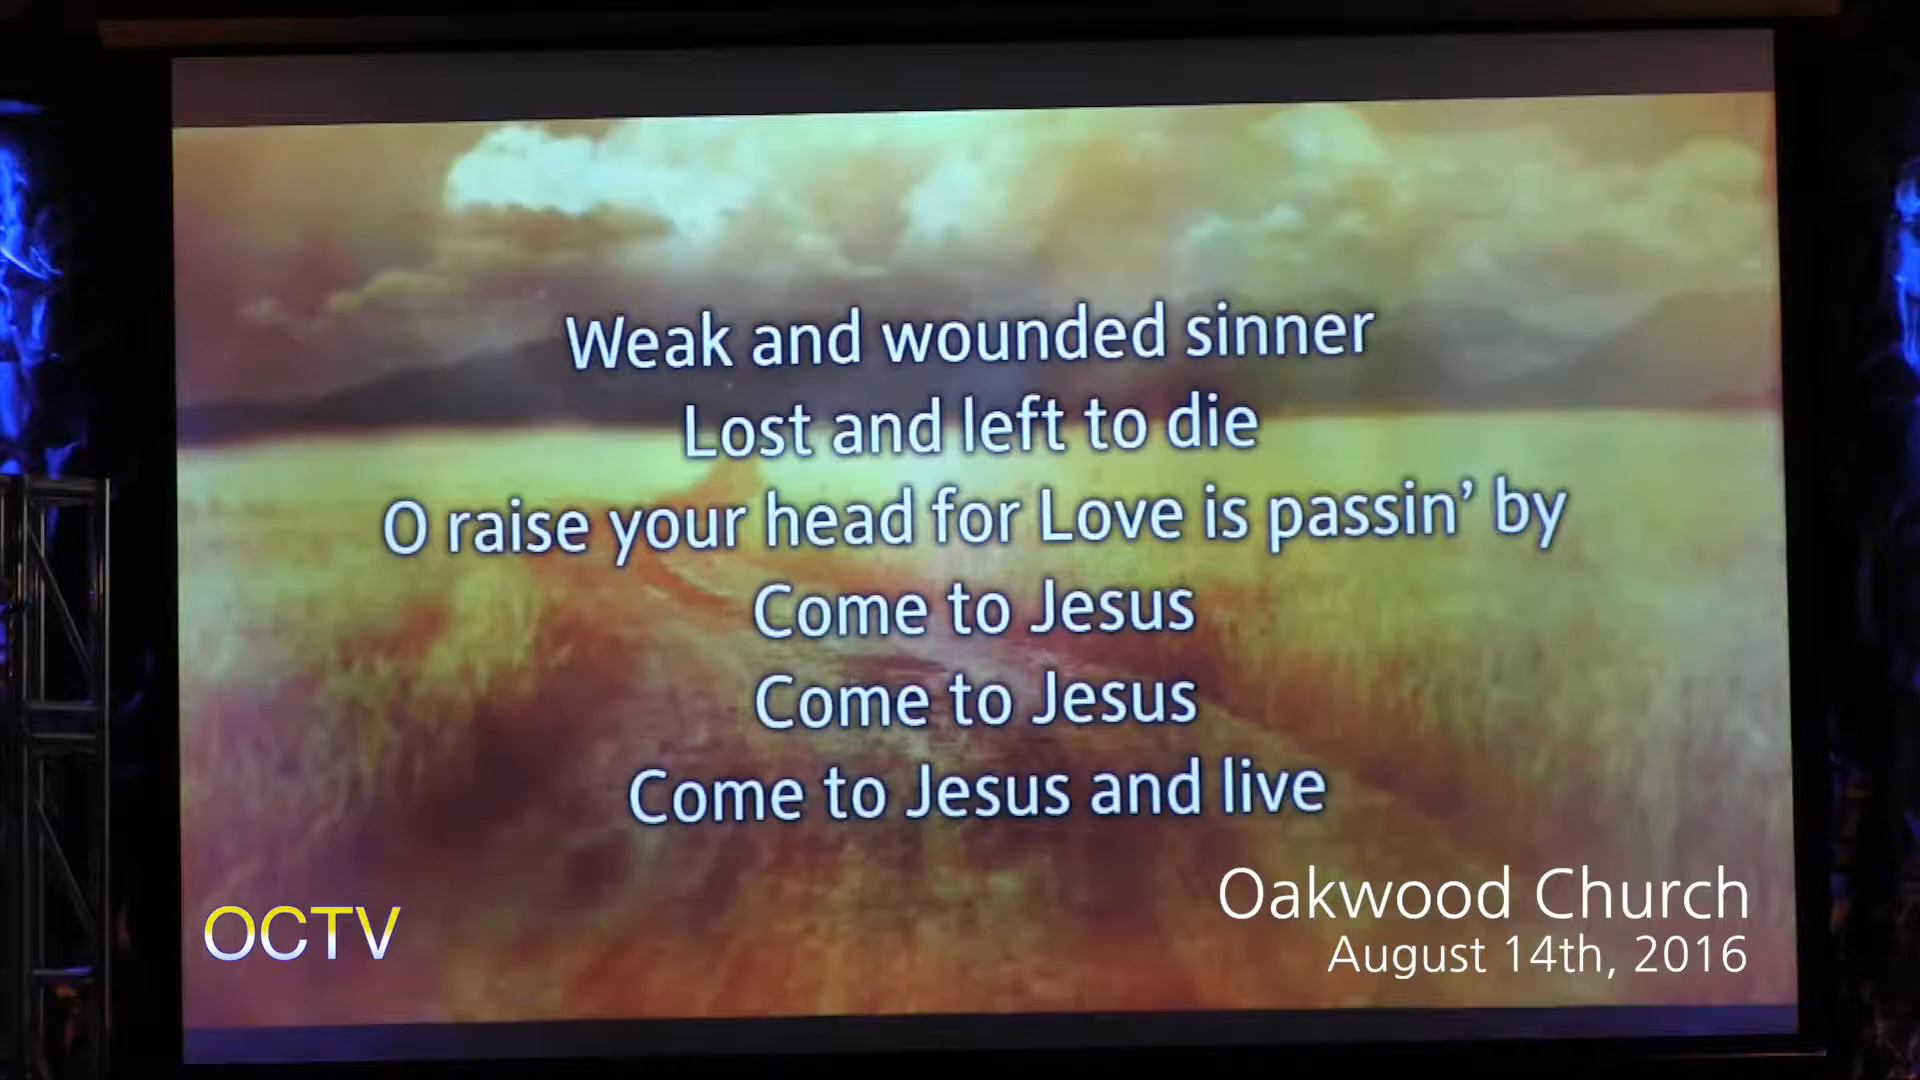 Weak and wounded sinner
Lost and left to die
O raise your head for Love is passin’ by
Come to Jesus
Come to Jesus
Come to Jesus and live
OCTV
Oakwood Church
August 14th, 2016